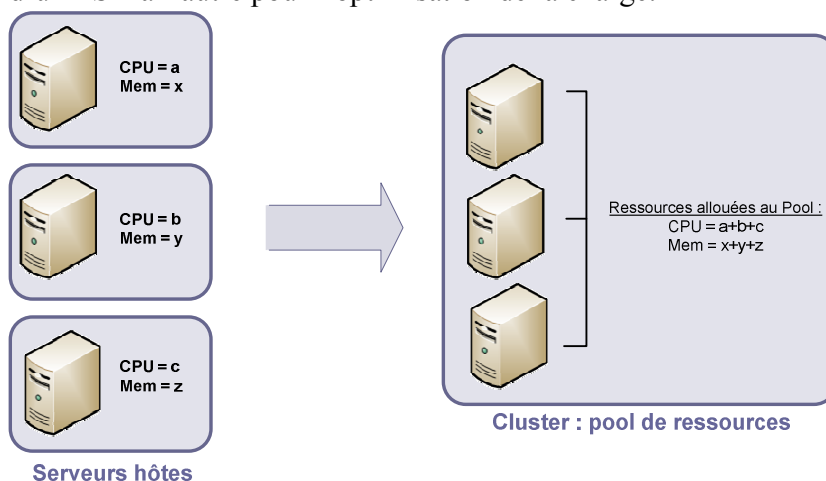 CPU = a
Mem = x
CPU = b
Mem = y
CPU = c
Mem = z
Serveurs hôtes
Ressources allouées au Pool :
CPU = a+b+c
Mem = x+y+z
Cluster : pool de ressources